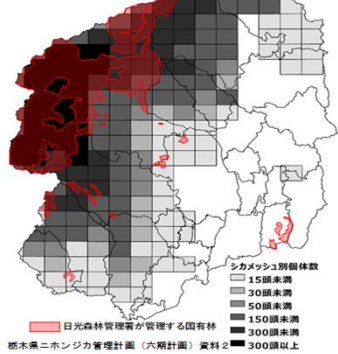 シカメッシュ別個体数
15頭未満
30頭未満
50頭未満
150頭未満
300頭未満
300頭以上
日光森林管理署が管理する国有林
栃木県ニホンジカ管理計画（六期計画）資料2